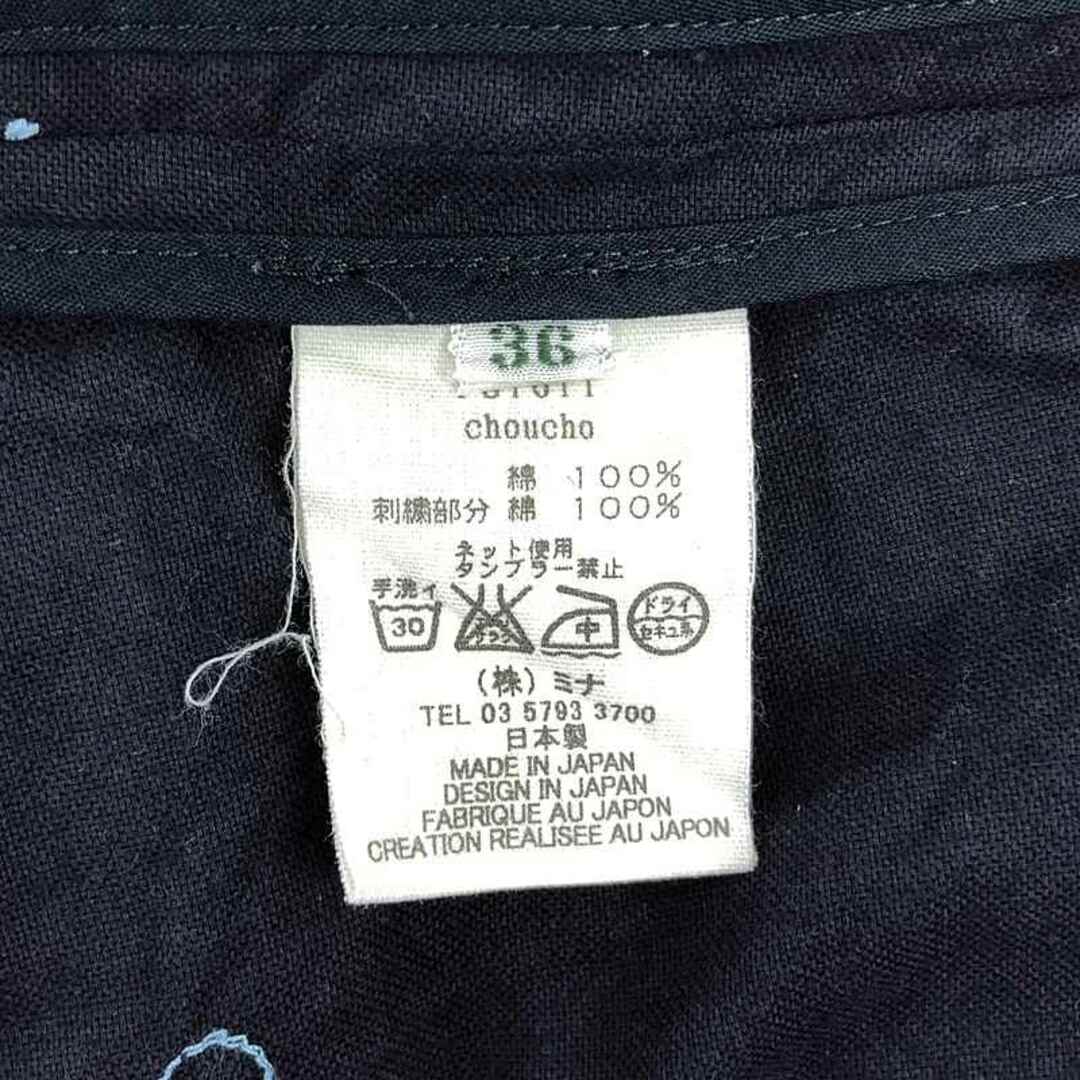 36
choucho
綿 100%
刺繍部分 綿 100%
ネット使用
タンブラー禁止
手洗イ
30
中
ドライ
セキユ系
(株)ミナ
TEL 03 5793 3700
日本製
MADE IN JAPAN
DESIGN IN JAPAN
FABRIQUE AU JAPON
CREATION REALISEE AU JAPON